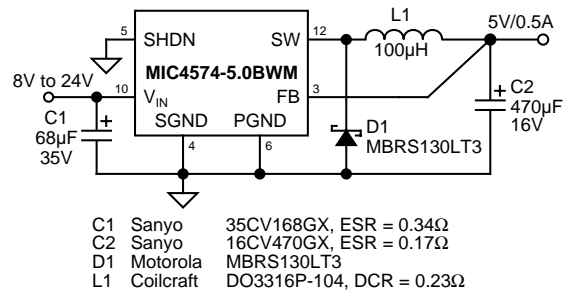 L1
5V/0.5A
5
SHDN
SW
12
100µH
MIC4574-5.0BWM
8V to 24V
10
VIN
FB
3
C2
470µF
16V
C1
68µF
35V
SGND
PGND
4
6
D1
MBRS130LT3
C1 Sanyo 35CV168GX, ESR = 0.34Ω
C2 Sanyo 16CV470GX, ESR = 0.17Ω
D1 Motorola MBRS130LT3
L1 Coilcraft DO3316P-104, DCR = 0.23Ω